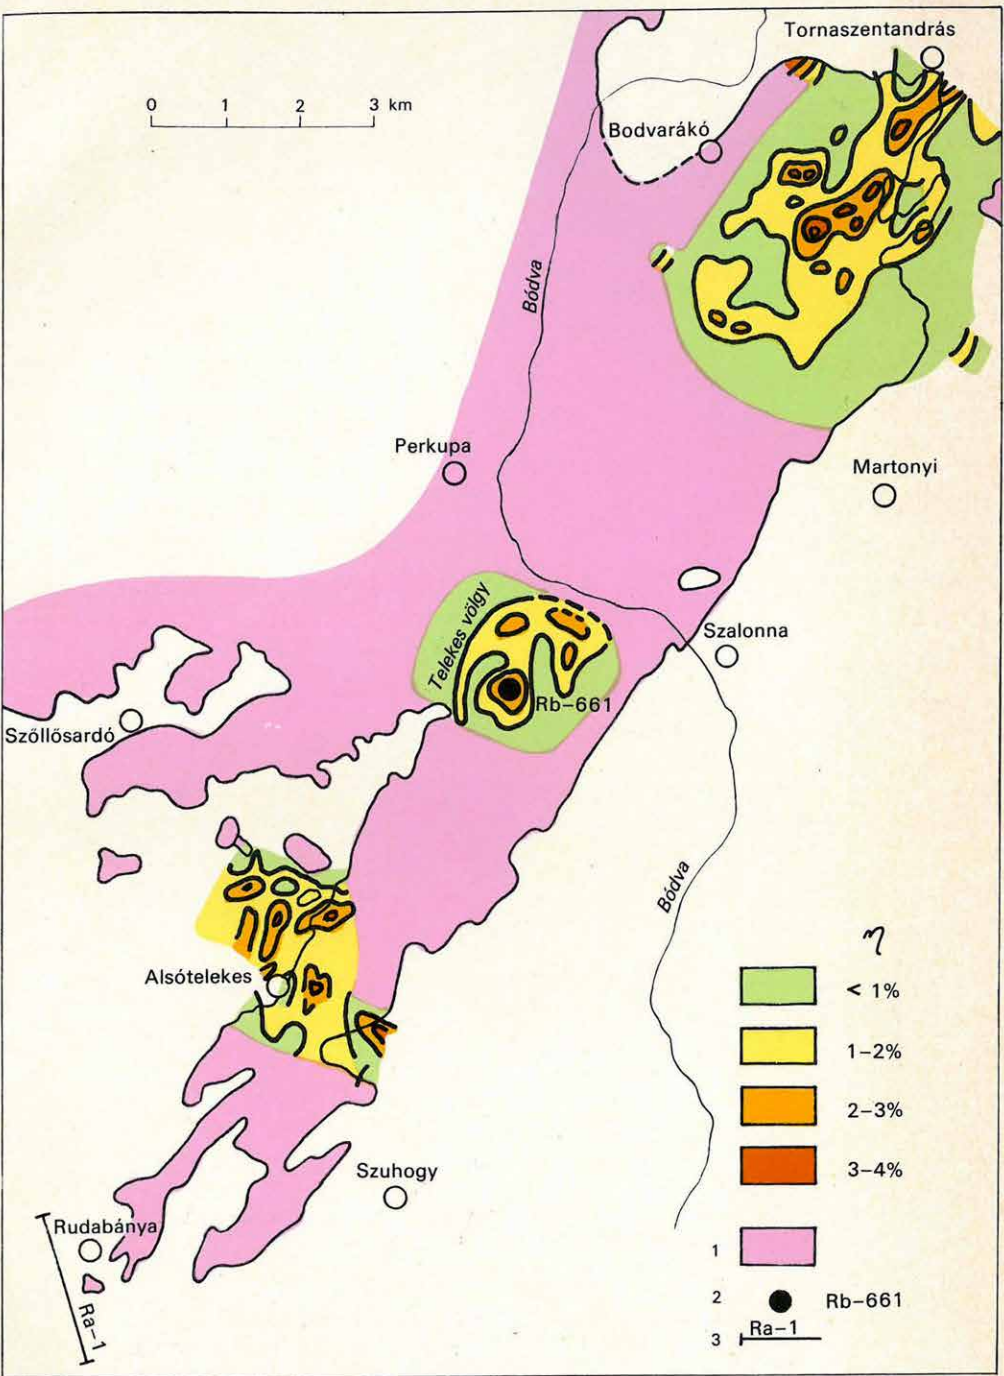 Tornaszentandrás
0 1 2 3 km
Bodvarákó
Bódva
Perkupa
Martonyi
Telekes völgy
Szalonna
Rb-661
Szőllősardó
Bódva
Alsótelekes
η
< 1%
1-2%
2-3%
3-4%
Szuhogy
Rudabánya
Ra-1
1
2 Rb-661
3 Ra-1